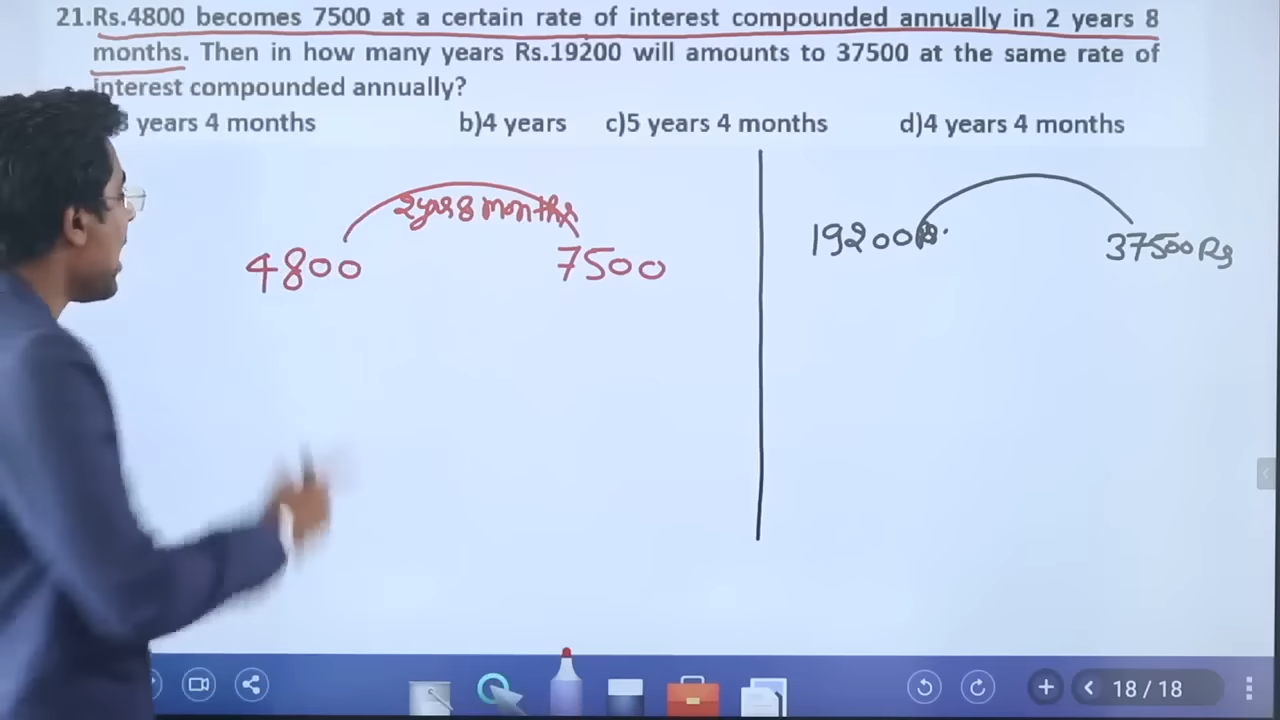 21.Rs.4800 becomes 7500 at a certain rate of interest compounded annually in 2 years 8
months. Then in how many years Rs.19200 will amounts to 37500 at the same rate of
interest compounded annually?
years 4 months b)4 years c)5 years 4 months d)4 years 4 months
2 years 8 months
4800 7500
19200 Rs. 37500 Rs
18 / 18